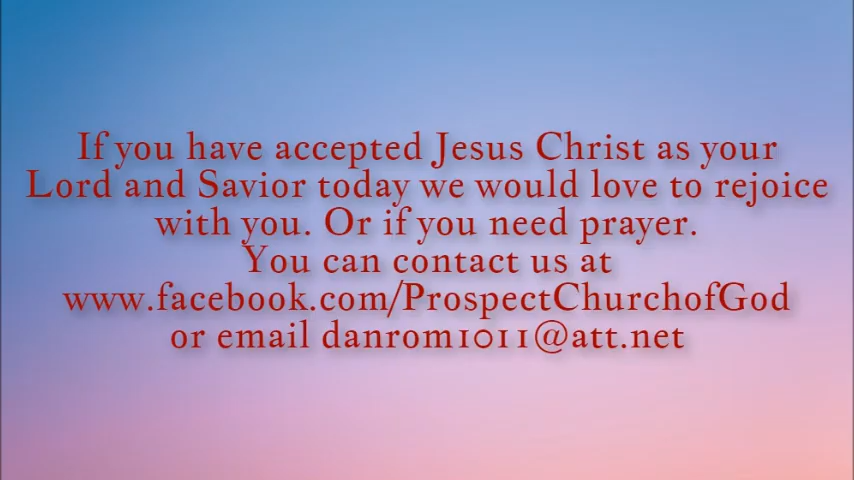 If you have accepted Jesus Christ as your
Lord and Savior today we would love to rejoice
with you. Or if you need prayer.
You can contact us at
www.facebook.com/ProspectChurchofGod
or email danrom1011@att.net